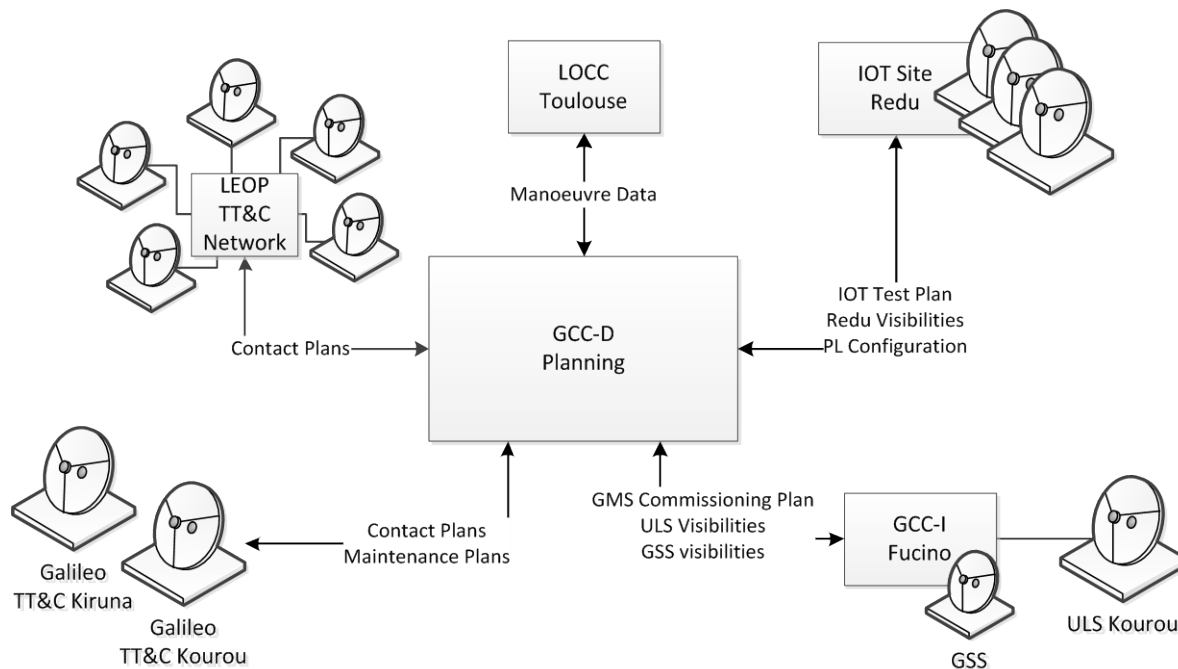 LOCC
Toulouse
IOT Site
Redu
LEOP
TT&C
Network
Manoeuvre Data
IOT Test Plan
Redu Visibilities
PL Configuration
GCC-D
Planning
Contact Plans
GMS Commissioning Plan
ULS Visibilities
GSS visibilities
Contact Plans
Maintenance Plans
GCC-I
Fucino
Galileo
TT&C Kiruna
Galileo
TT&C Kourou
ULS Kourou
GSS